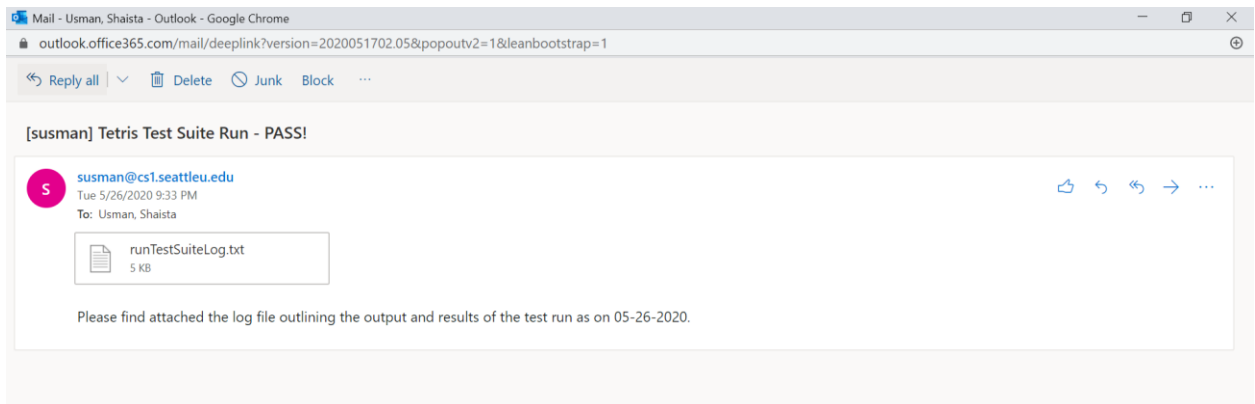 Mail - Usman, Shaista - Outlook - Google Chrome
outlook.office365.com/mail/deeplink?version=2020051702.05&popoutv2=1&leanbootstrap=1
Reply all Delete Junk Block ...
[susman] Tetris Test Suite Run - PASS!
S
susman@cs1.seattleu.edu
Tue 5/26/2020 9:33 PM
To: Usman, Shaista
runTestSuiteLog.txt
5 KB
Please find attached the log file outlining the output and results of the test run as on 05-26-2020.